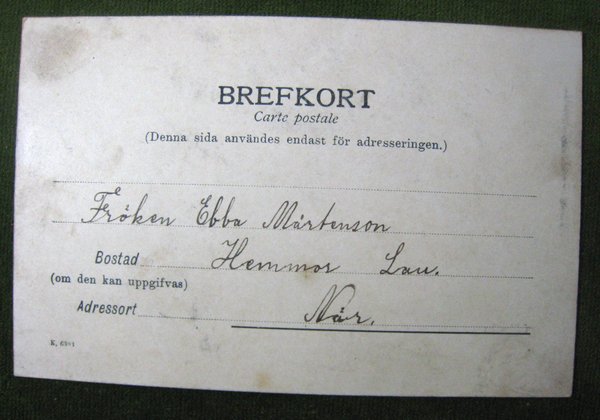 BREFKORT
Carte postale
(Denna sida användes endast för adresseringen.)
Fröken Ebba Mårtenson
Bostad Hemmor Lau.
(om den kan uppgifvas)
Adressort När.